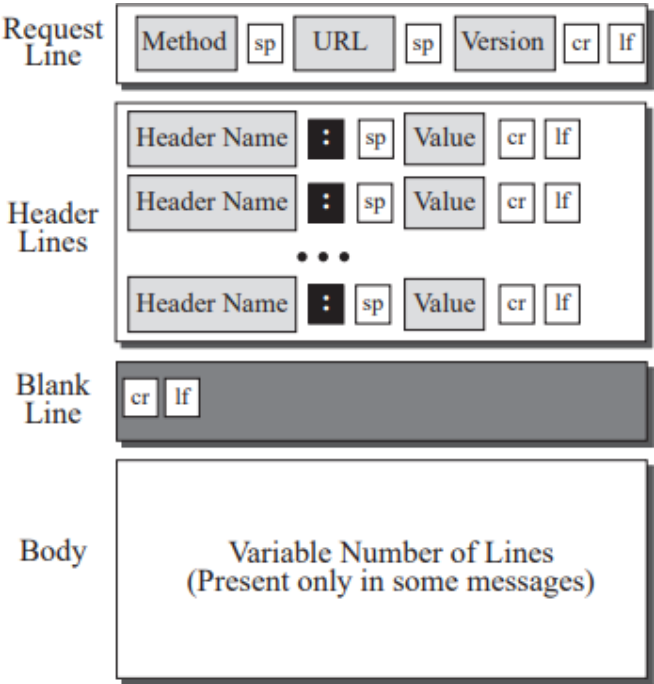 Request
Line
Method sp URL sp Version cr lf
Header
Lines
Header Name : sp Value cr lf
Header Name : sp Value cr lf
•••
Header Name : sp Value cr lf
Blank
Line
cr lf
Body
Variable Number of Lines
(Present only in some messages)